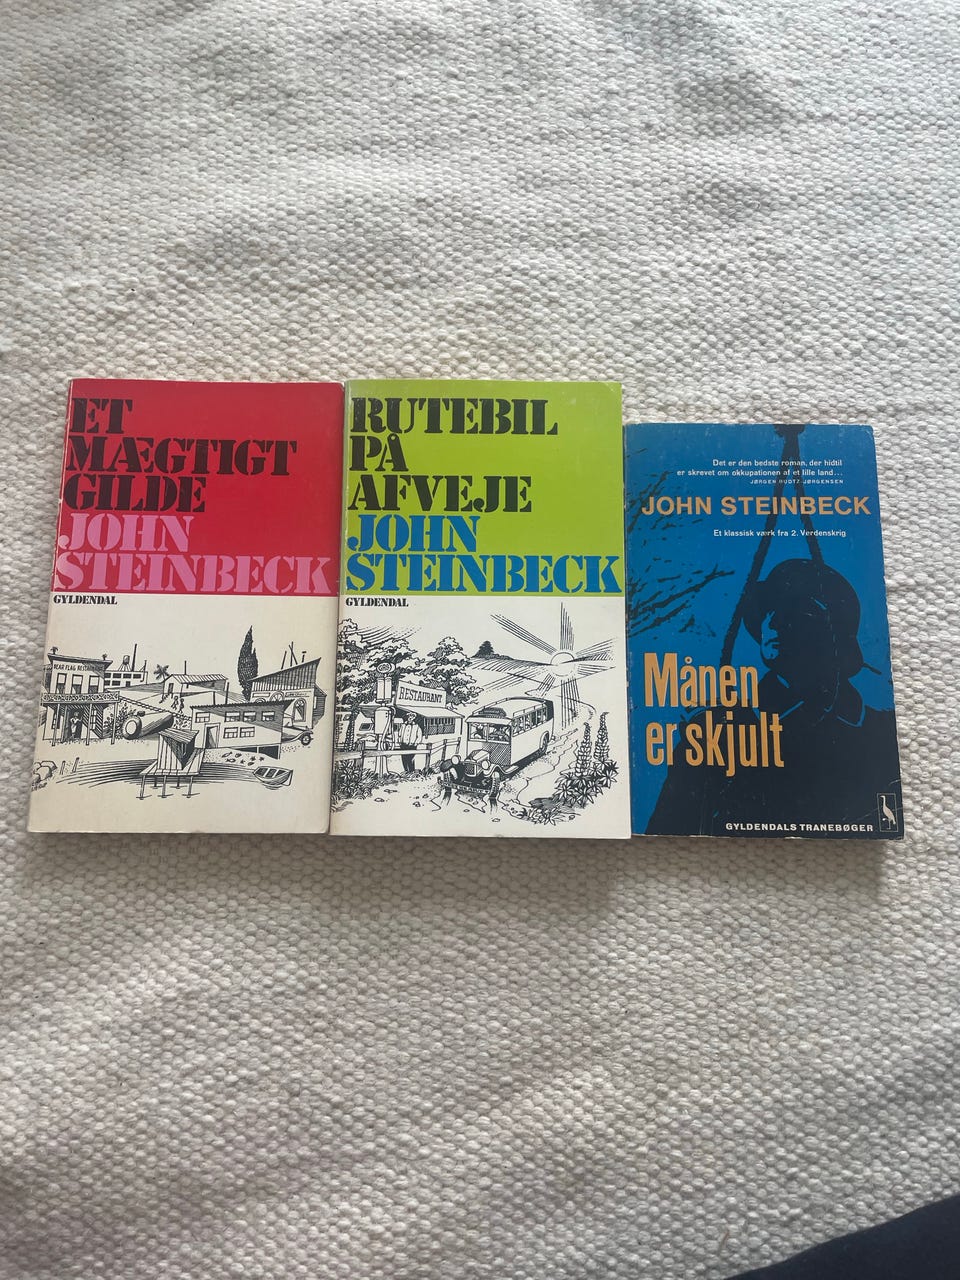 ET
MÆGTIGT
GILDE
JOHN
STEINBECK
GYLDENDAL
BEAR FLAG RESTAURANT
RUTEBIL
PÅ
AFVEJE
JOHN
STEINBECK
GYLDENDAL
RESTAURANT
Det er den bedste roman, der hidtil
er skrevet om okkupationen af et lille land...
JØRGEN BUDTZ-JØRGENSEN
JOHN STEINBECK
Et klassisk værk fra 2. Verdenskrig
Månen
er skjult
GYLDENDALS TRANEBØGER